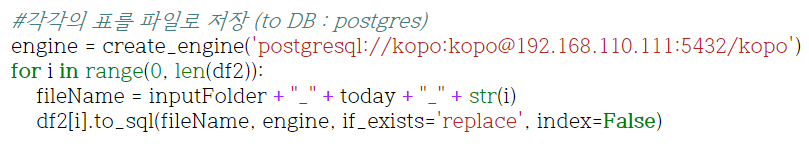 #각각의 표를 파일로 저장 (to DB : postgres)
engine = create_engine('postgresql://kopo:kopo@192.168.110.111:5432/kopo')
for i in range(0, len(df2)):
    fileName = inputFolder + "_" + today + "_" + str(i)
    df2[i].to_sql(fileName, engine, if_exists='replace', index=False)